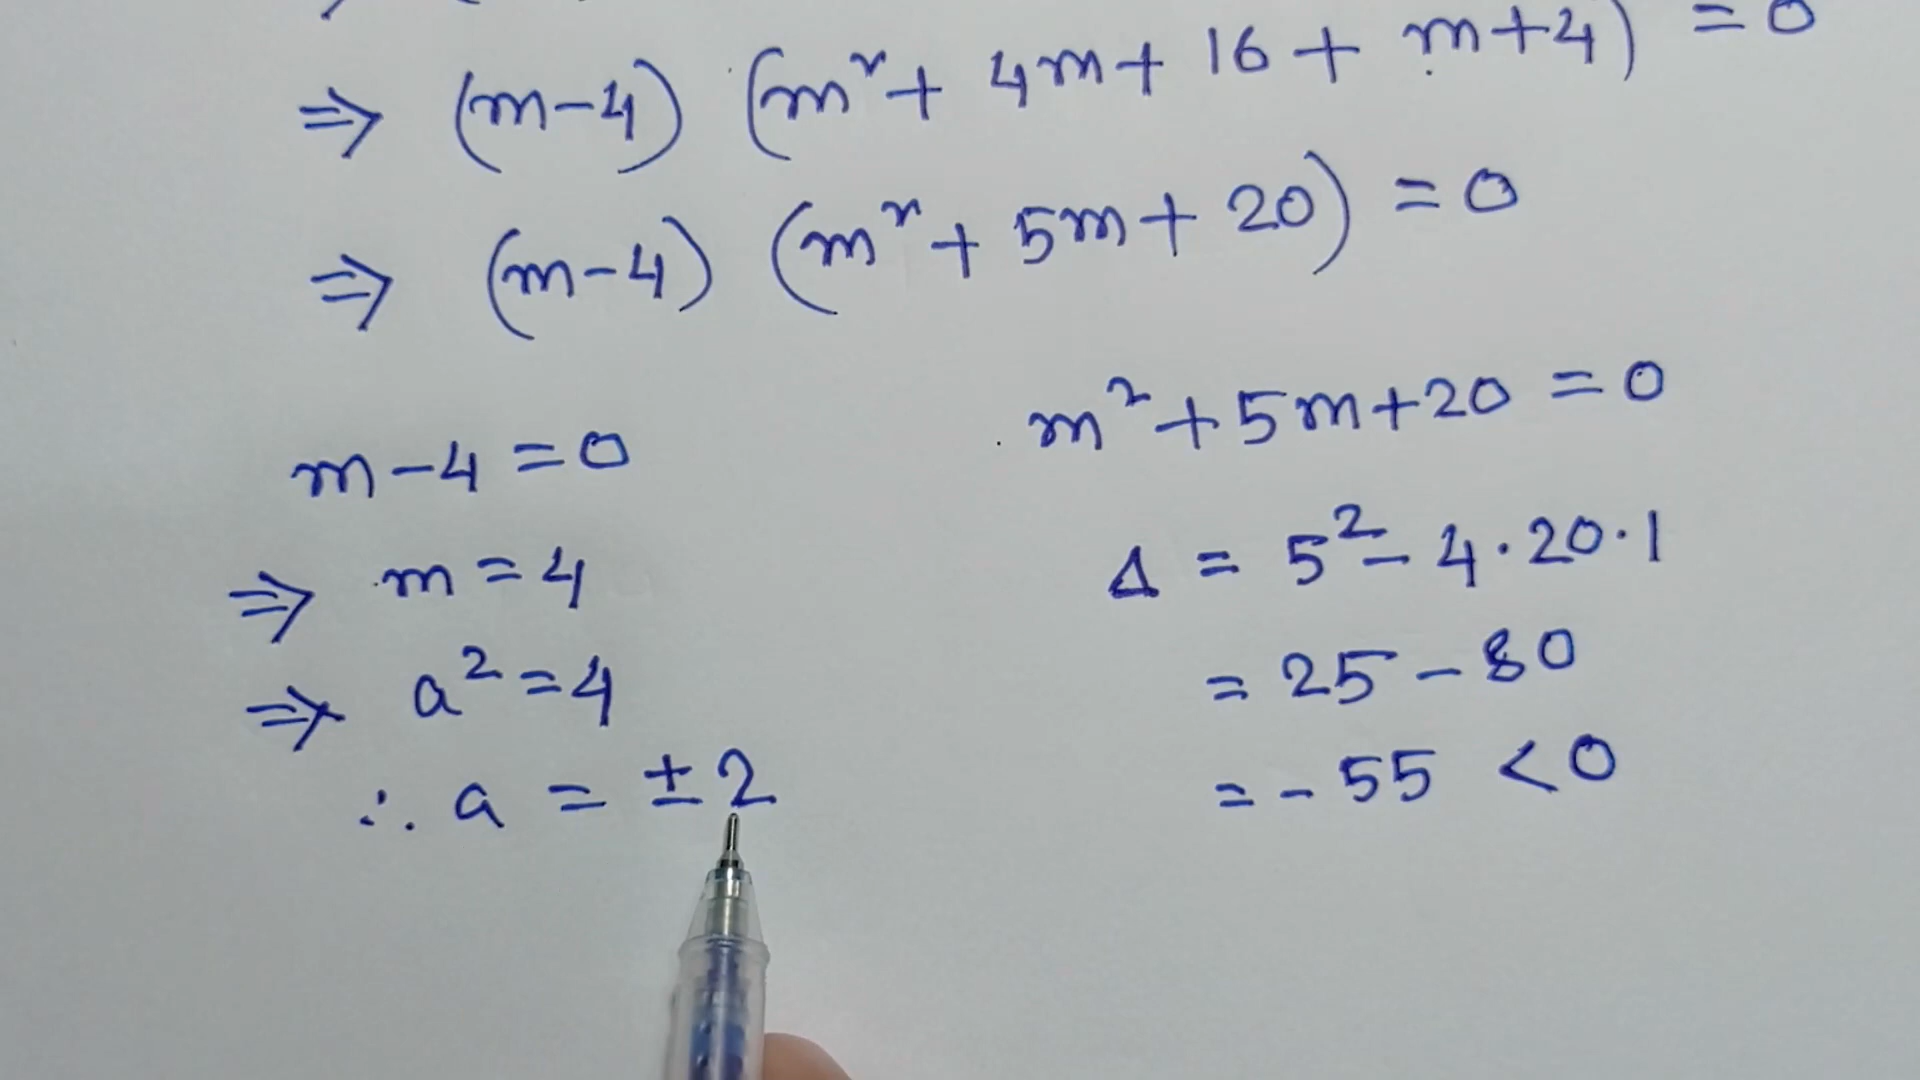 ⇒ (m-4) (m² + 4m + 16 + m+4) = 0
⇒ (m-4) (m² + 5m + 20) = 0
m-4 = 0
⇒ m = 4
⇒ a² = 4
∴ a = ±2
m² + 5m + 20 = 0
Δ = 5² - 4·20·1
= 25 - 80
= - 55 < 0